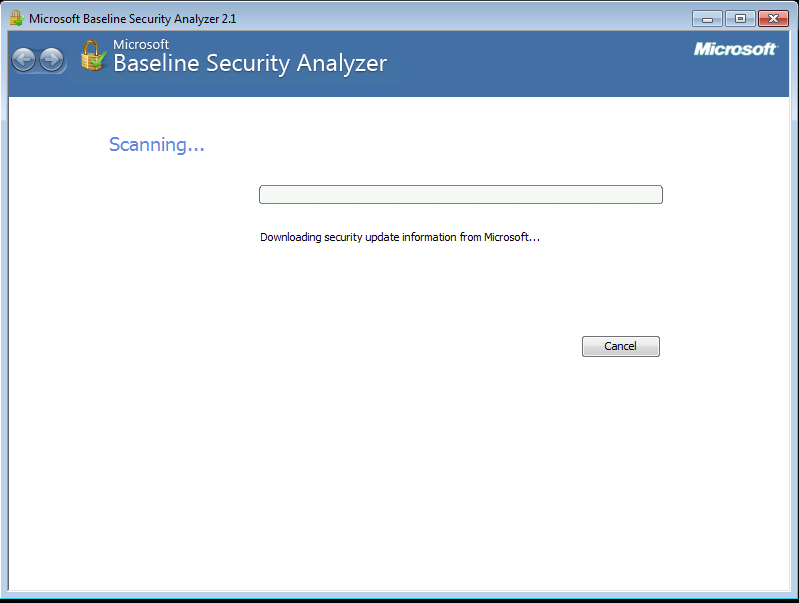 Microsoft Baseline Security Analyzer 2.1
Microsoft
Baseline Security Analyzer
Microsoft
Scanning...
Downloading security update information from Microsoft...
Cancel